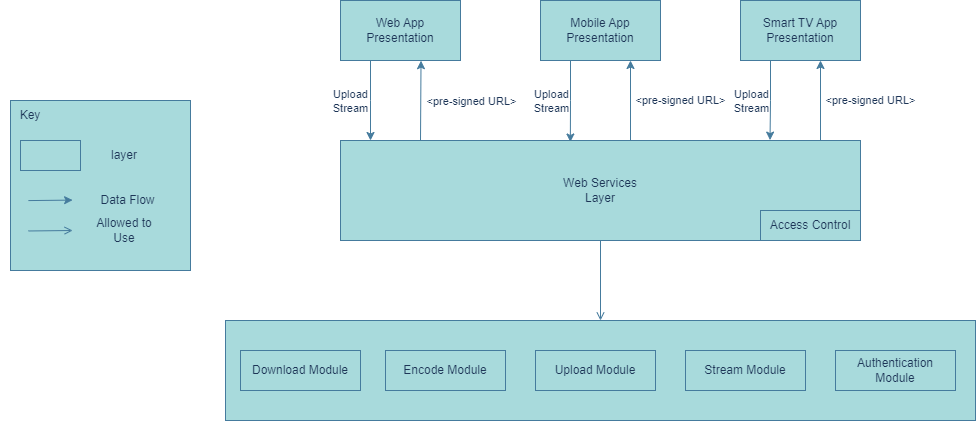 Web App
Presentation
Mobile App
Presentation
Smart TV App
Presentation
Upload
Stream
<pre-signed URL>
Upload
Stream
<pre-signed URL>
Upload
Stream
<pre-signed URL>
Key
layer
Data Flow
Allowed to
Use
Web Services
Layer
Access Control
Download Module
Encode Module
Upload Module
Stream Module
Authentication
Module